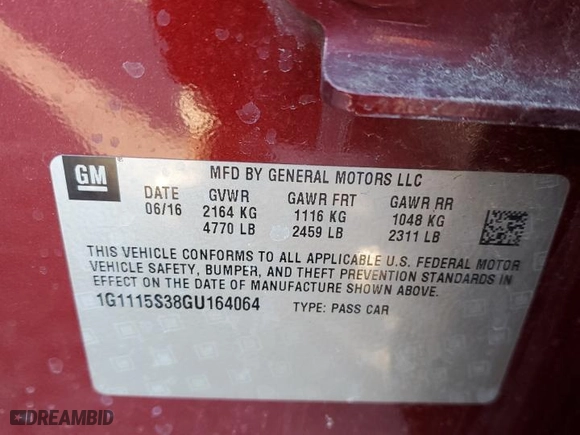 GM
MFD BY GENERAL MOTORS LLC
DATE GVWR GAWR FRT GAWR RR
06/16 2164 KG 1116 KG 1048 KG
4770 LB 2459 LB 2311 LB
THIS VEHICLE CONFORMS TO ALL APPLICABLE U.S. FEDERAL MOTOR
VEHICLE SAFETY, BUMPER, AND THEFT PREVENTION STANDARDS IN
EFFECT ON THE DATE OF MANUFACTURE SHOWN ABOVE.
1G1115S38GU164064 TYPE: PASS CAR
DREAMBID